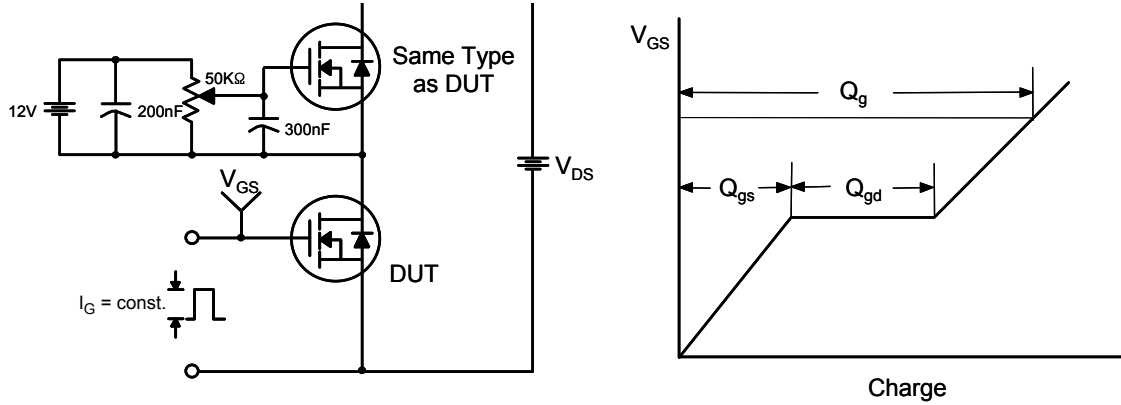 Same Type
as DUT
12V
200nF
50KΩ
300nF
V_GS
DUT
I_G = const.
V_DS
V_GS
Q_g
Q_gs
Q_gd
Charge